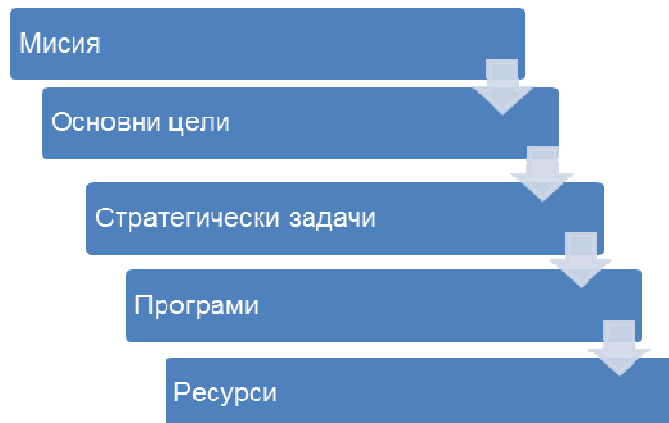 Мисия
Основни цели
Стратегически задачи
Програми
Ресурси